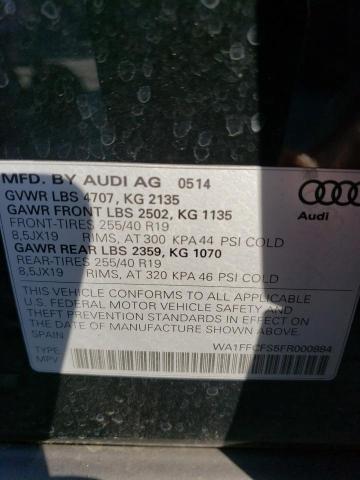 MFD. BY AUDI AG 0514
GVWR LBS 4707, KG 2135
GAWR FRONT LBS 2502, KG 1135
FRONT-TIRES 255/40 R19
8,5JX19 RIMS, AT 300 KPA 44 PSI COLD
GAWR REAR LBS 2359, KG 1070
REAR-TIRES 255/40 R19
8,5JX19 RIMS, AT 320 KPA 46 PSI COLD
Audi
THIS VEHICLE CONFORMS TO ALL APPLICABLE
U.S. FEDERAL MOTOR VEHICLE SAFETY AND
THEFT PREVENTION STANDARDS IN EFFECT
ON THE DATE OF MANUFACTURE SHOWN ABOVE.
SPAIN WA1FFCFS6FR000884
TYPE:
MPV